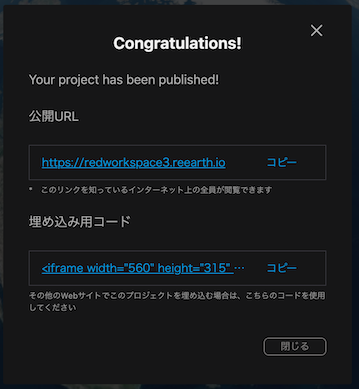 Congratulations!
Your project has been published!
公開URL
https://redworkspace3.reearth.io コピー
* このリンクを知っているインターネット上の全員が閲覧できます
埋め込み用コード
<iframe width="560" height="315" ··· コピー
その他のWebサイトでこのプロジェクトを埋め込む場合は、こちらのコードを使用
してください
閉じる